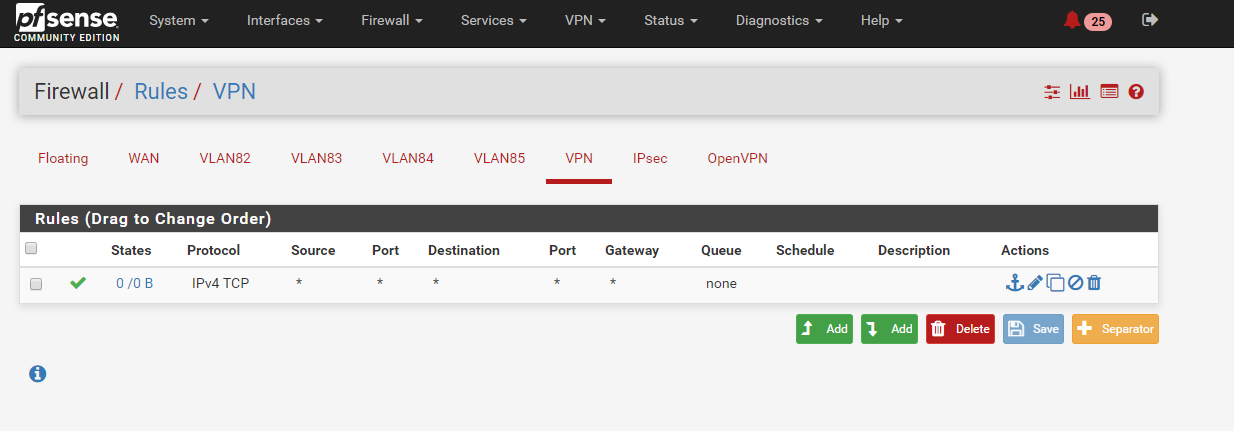 pfsense System Interfaces Firewall Services VPN Status Diagnostics Help 25
COMMUNITY EDITION
Firewall / Rules / VPN
Floating WAN VLAN82 VLAN83 VLAN84 VLAN85 VPN IPsec OpenVPN
Rules (Drag to Change Order)
States Protocol Source Port Destination Port Gateway Queue Schedule Description Actions
0 /0 B IPv4 TCP * * * * * none
Add Add Delete Save Separator